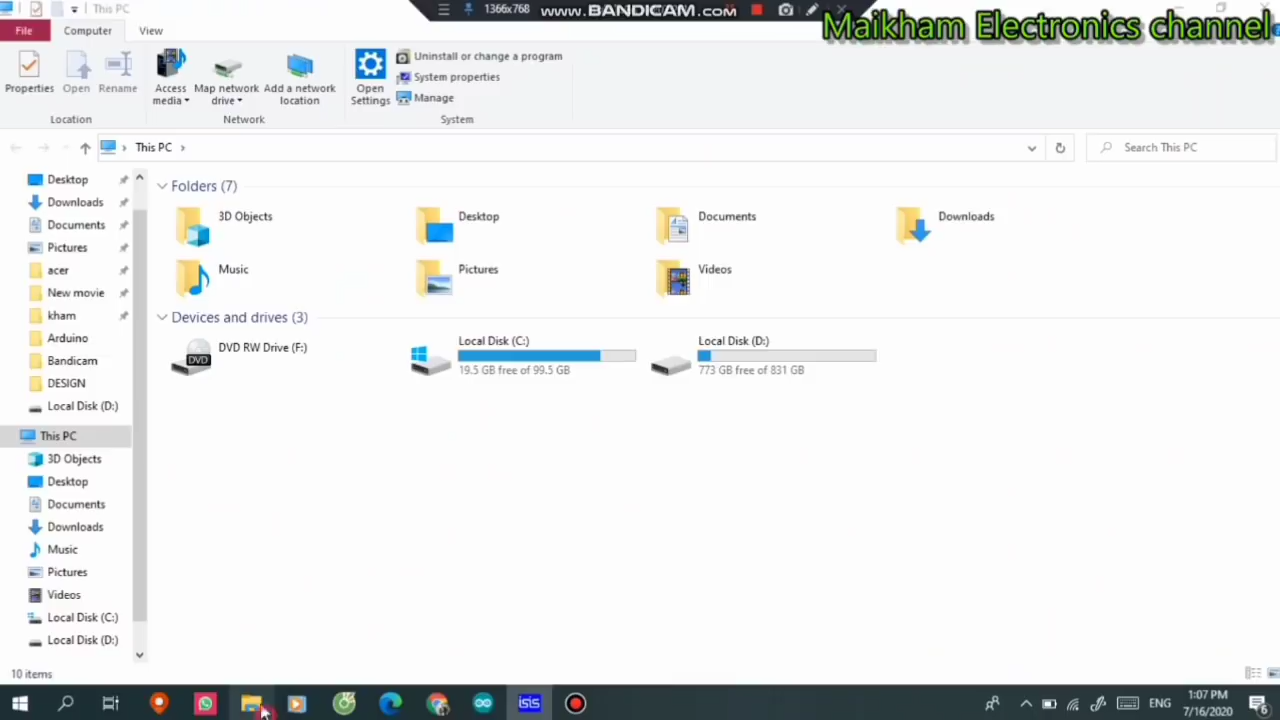 This PC
1366x768
www.BANDICAM.com
Maikham Electronics channel
File
Computer
View
Properties
Open
Rename
Access media
Map network drive
Add a network location
Open Settings
Uninstall or change a program
System properties
Manage
Location
Network
System
This PC
Search This PC
Desktop
Downloads
Documents
Pictures
acer
New movie
kham
Arduino
Bandicam
DESIGN
Local Disk (D:)
This PC
3D Objects
Desktop
Documents
Downloads
Music
Pictures
Videos
Local Disk (C:)
Local Disk (D:)
Folders (7)
3D Objects
Desktop
Documents
Downloads
Music
Pictures
Videos
Devices and drives (3)
DVD RW Drive (F:)
DVD
Local Disk (C:)
19.5 GB free of 99.5 GB
Local Disk (D:)
773 GB free of 831 GB
10 items
isis
ENG
1:07 PM
7/16/2020
6